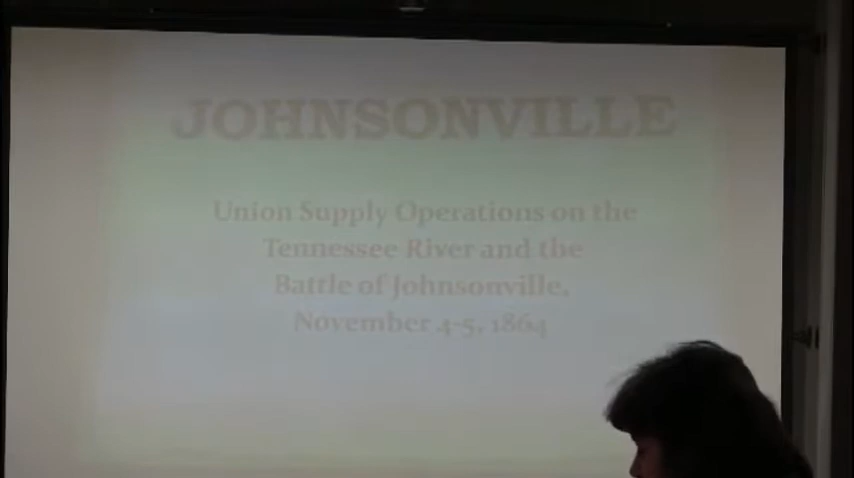 JOHNSONVILLE
Union Supply Operations on the
Tennessee River and the
Battle of Johnsonville,
November 4-5, 1864